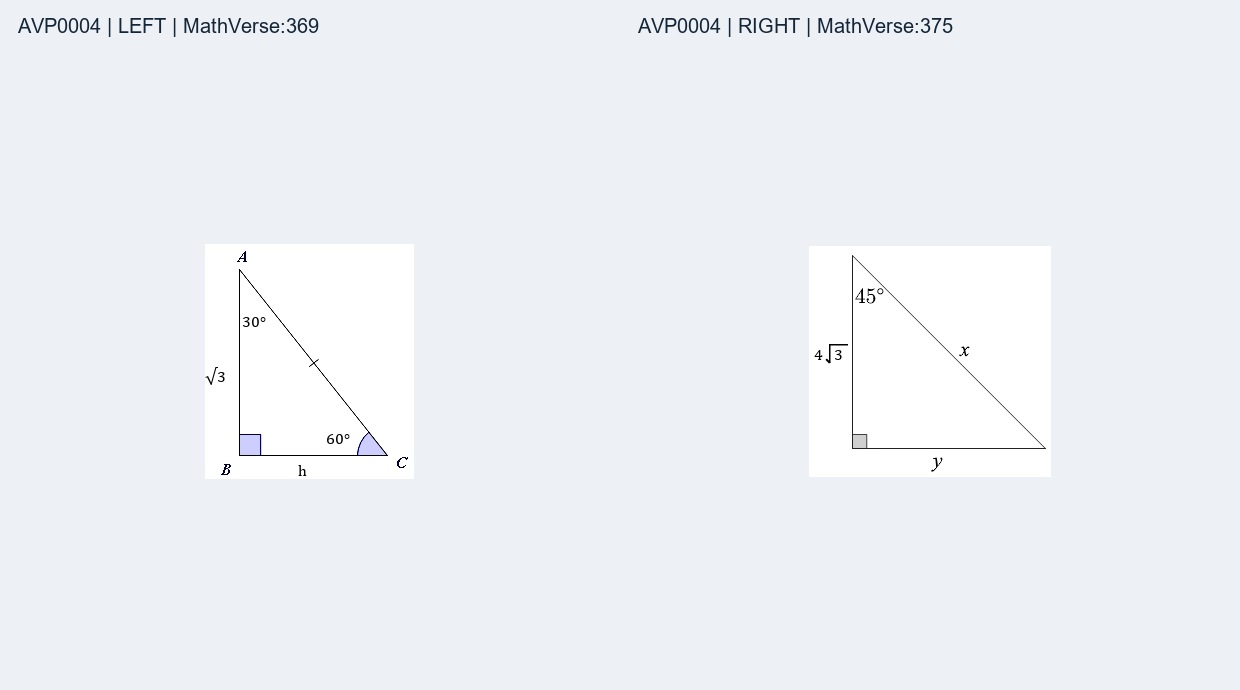 AVP0004 | LEFT | MathVerse:369
AVP0004 | RIGHT | MathVerse:375
A
30°
√3
60°
B
h
C
45°
4√3
x
y